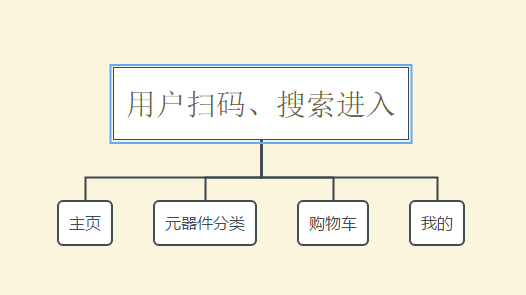 用户扫码、搜索进入
主页
元器件分类
购物车
我的